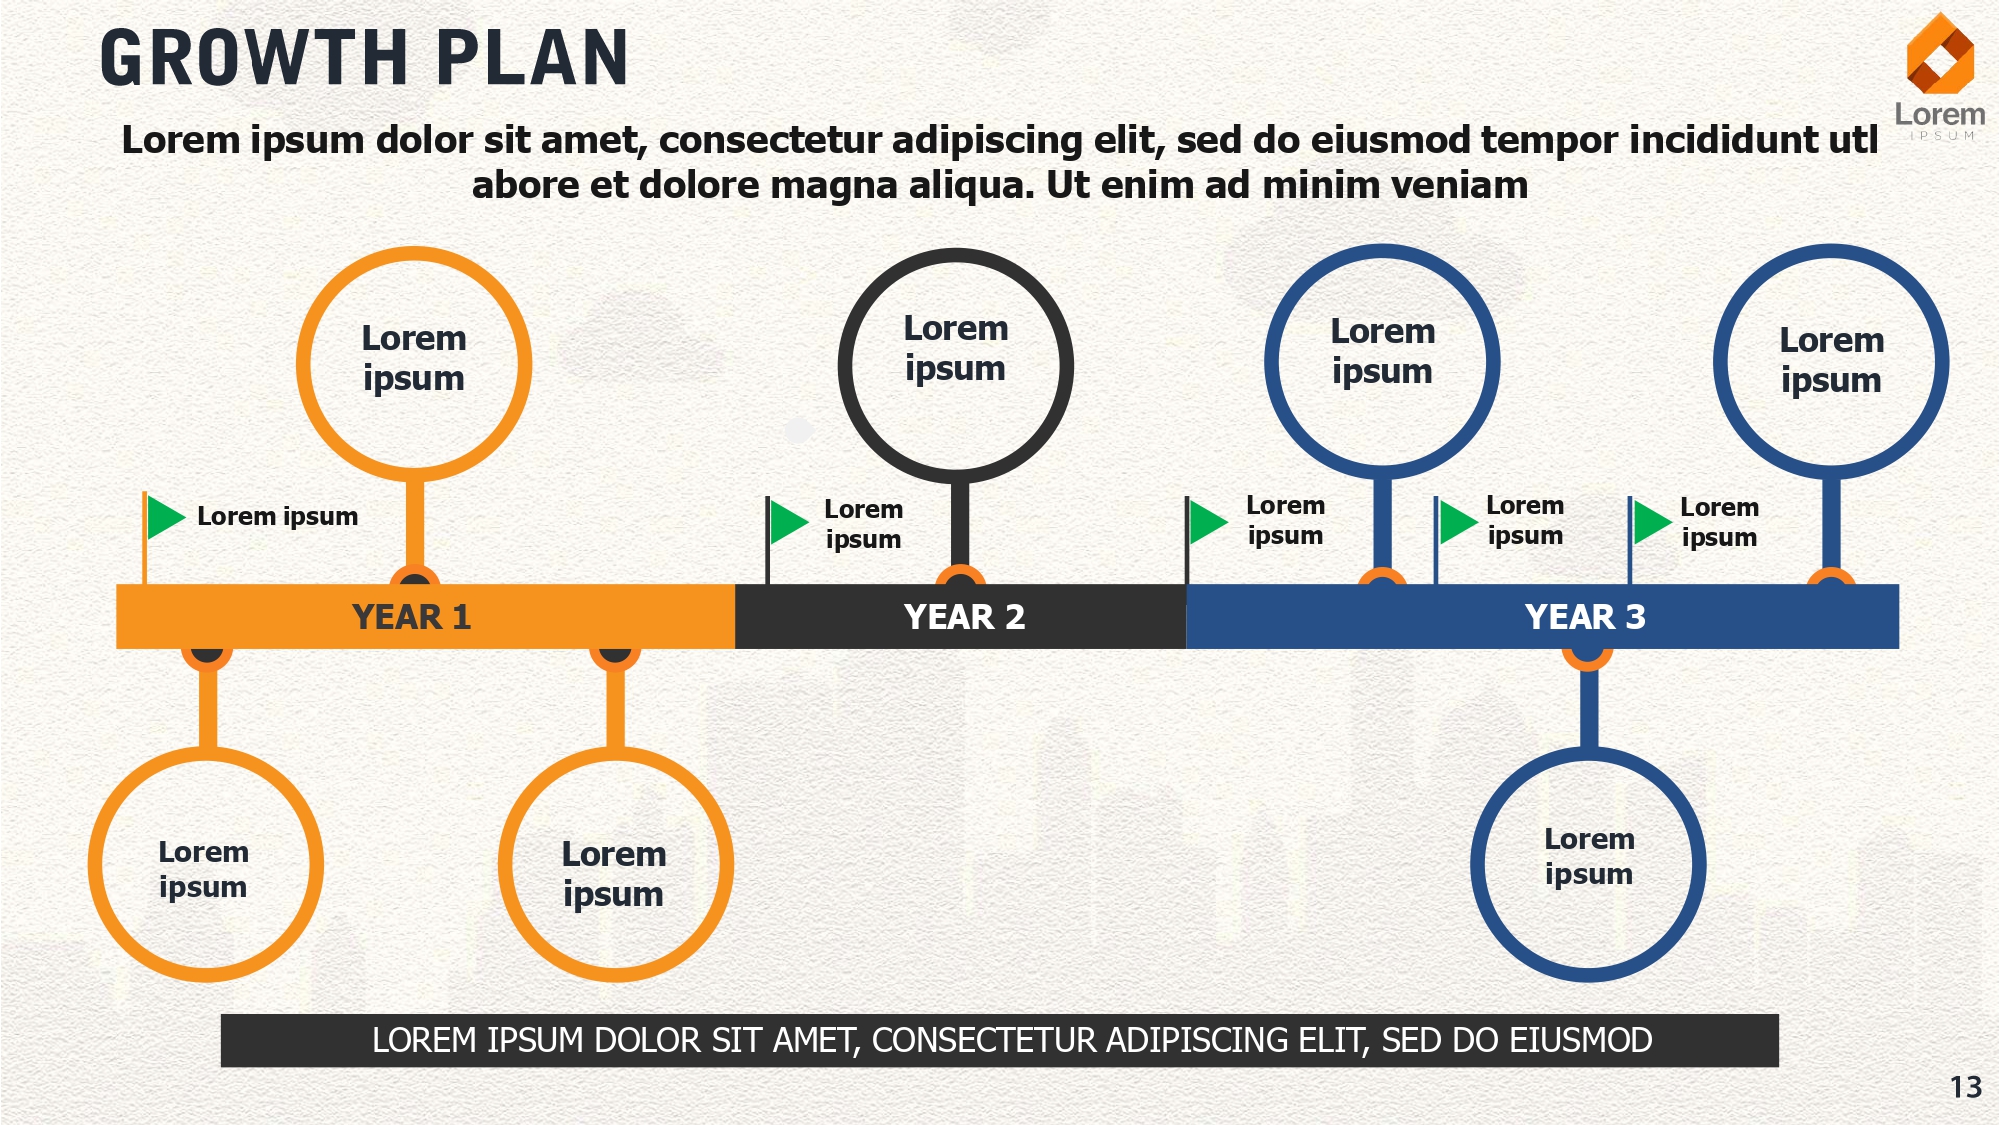 GROWTH PLAN
Lorem
IPSUM
Lorem ipsum dolor sit amet, consectetur adipiscing elit, sed do eiusmod tempor incididunt utl
abore et dolore magna aliqua. Ut enim ad minim veniam
Lorem
ipsum
Lorem
ipsum
Lorem
ipsum
Lorem
ipsum
Lorem ipsum
Lorem
ipsum
Lorem
ipsum
Lorem
ipsum
Lorem
ipsum
YEAR 1
YEAR 2
YEAR 3
Lorem
ipsum
Lorem
ipsum
Lorem
ipsum
LOREM IPSUM DOLOR SIT AMET, CONSECTETUR ADIPISCING ELIT, SED DO EIUSMOD
13